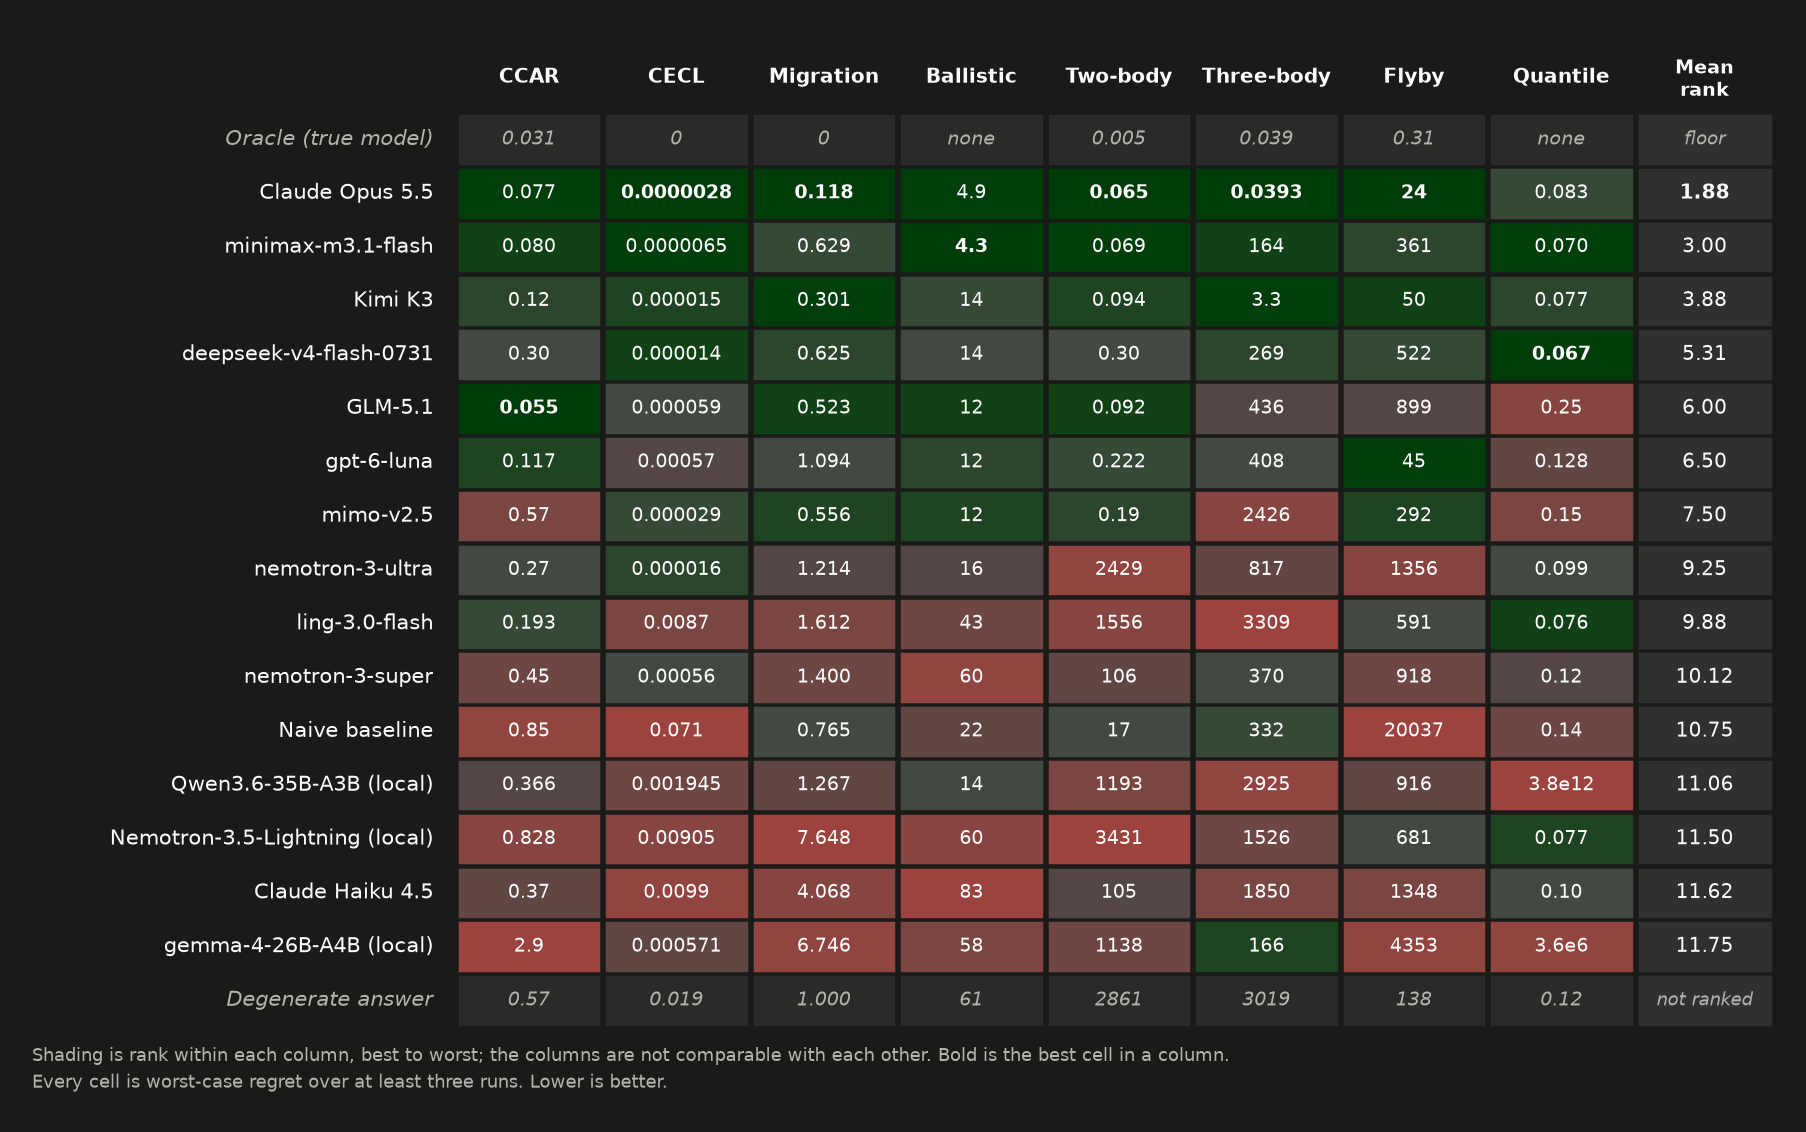 CCAR CECL Migration Ballistic Two-body Three-body Flyby Quantile Mean rank
Oracle (true model) 0.031 0 0 none 0.005 0.039 0.31 none floor
Claude Opus 5.5 0.077 0.0000028 0.118 4.9 0.065 0.0393 24 0.083 1.88
minimax-m3.1-flash 0.080 0.0000065 0.629 4.3 0.069 164 361 0.070 3.00
Kimi K3 0.12 0.000015 0.301 14 0.094 3.3 50 0.077 3.88
deepseek-v4-flash-0731 0.30 0.000014 0.625 14 0.30 269 522 0.067 5.31
GLM-5.1 0.055 0.000059 0.523 12 0.092 436 899 0.25 6.00
gpt-6-luna 0.117 0.00057 1.094 12 0.222 408 45 0.128 6.50
mimo-v2.5 0.57 0.000029 0.556 12 0.19 2426 292 0.15 7.50
nemotron-3-ultra 0.27 0.000016 1.214 16 2429 817 1356 0.099 9.25
ling-3.0-flash 0.193 0.0087 1.612 43 1556 3309 591 0.076 9.88
nemotron-3-super 0.45 0.00056 1.400 60 106 370 918 0.12 10.12
Naive baseline 0.85 0.071 0.765 22 17 332 20037 0.14 10.75
Qwen3.6-35B-A3B (local) 0.366 0.001945 1.267 14 1193 2925 916 3.8e12 11.06
Nemotron-3.5-Lightning (local) 0.828 0.00905 7.648 60 3431 1526 681 0.077 11.50
Claude Haiku 4.5 0.37 0.0099 4.068 83 105 1850 1348 0.10 11.62
gemma-4-26B-A4B (local) 2.9 0.000571 6.746 58 1138 166 4353 3.6e6 11.75
Degenerate answer 0.57 0.019 1.000 61 2861 3019 138 0.12 not ranked
Shading is rank within each column, best to worst; the columns are not comparable with each other. Bold is the best cell in a column.
Every cell is worst-case regret over at least three runs. Lower is better.